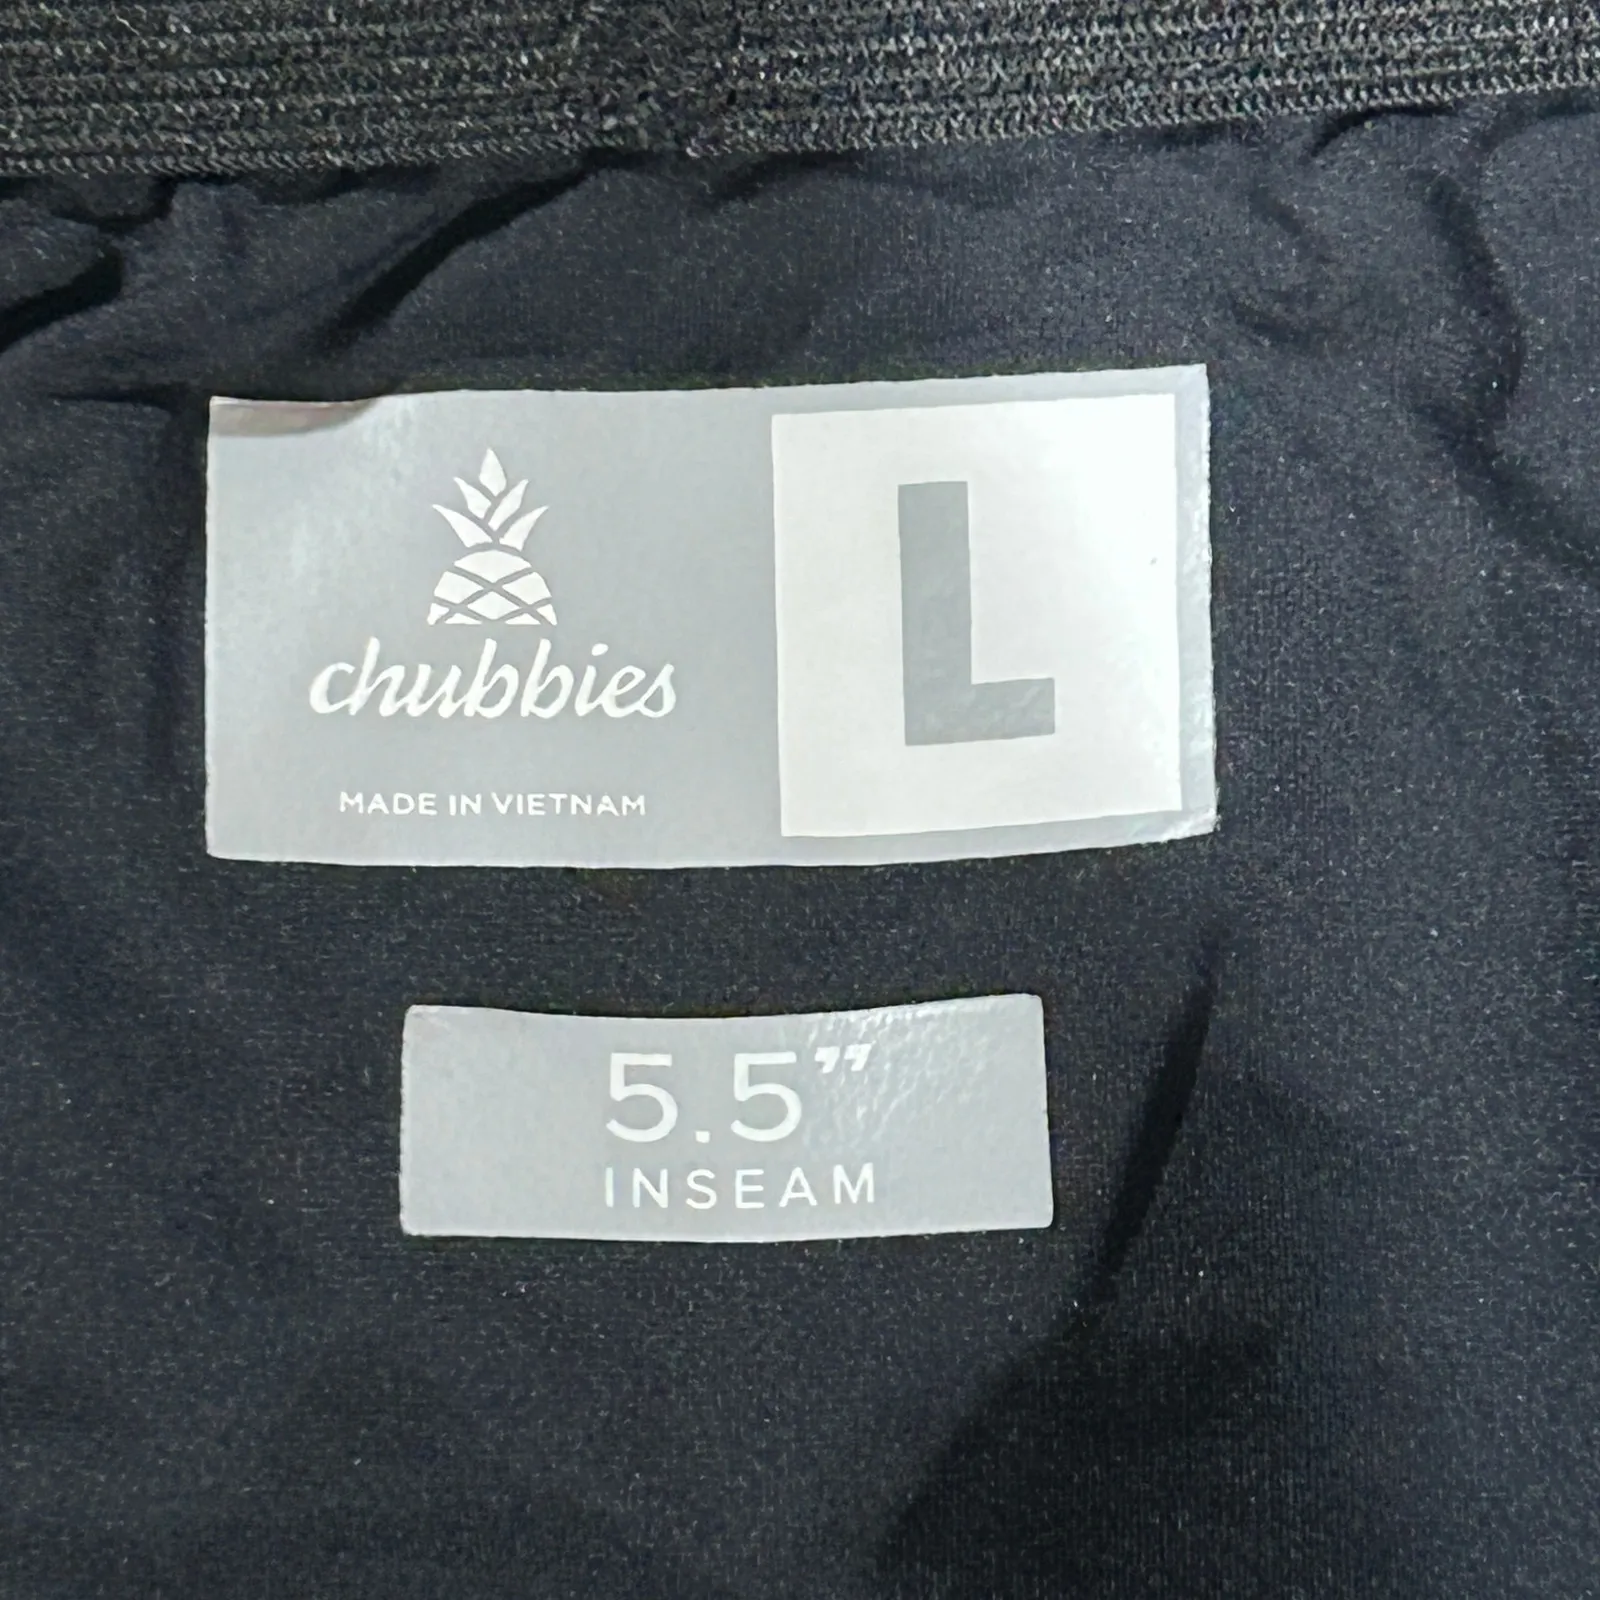 chubbies
MADE IN VIETNAM
L
5.5”
INSEAM